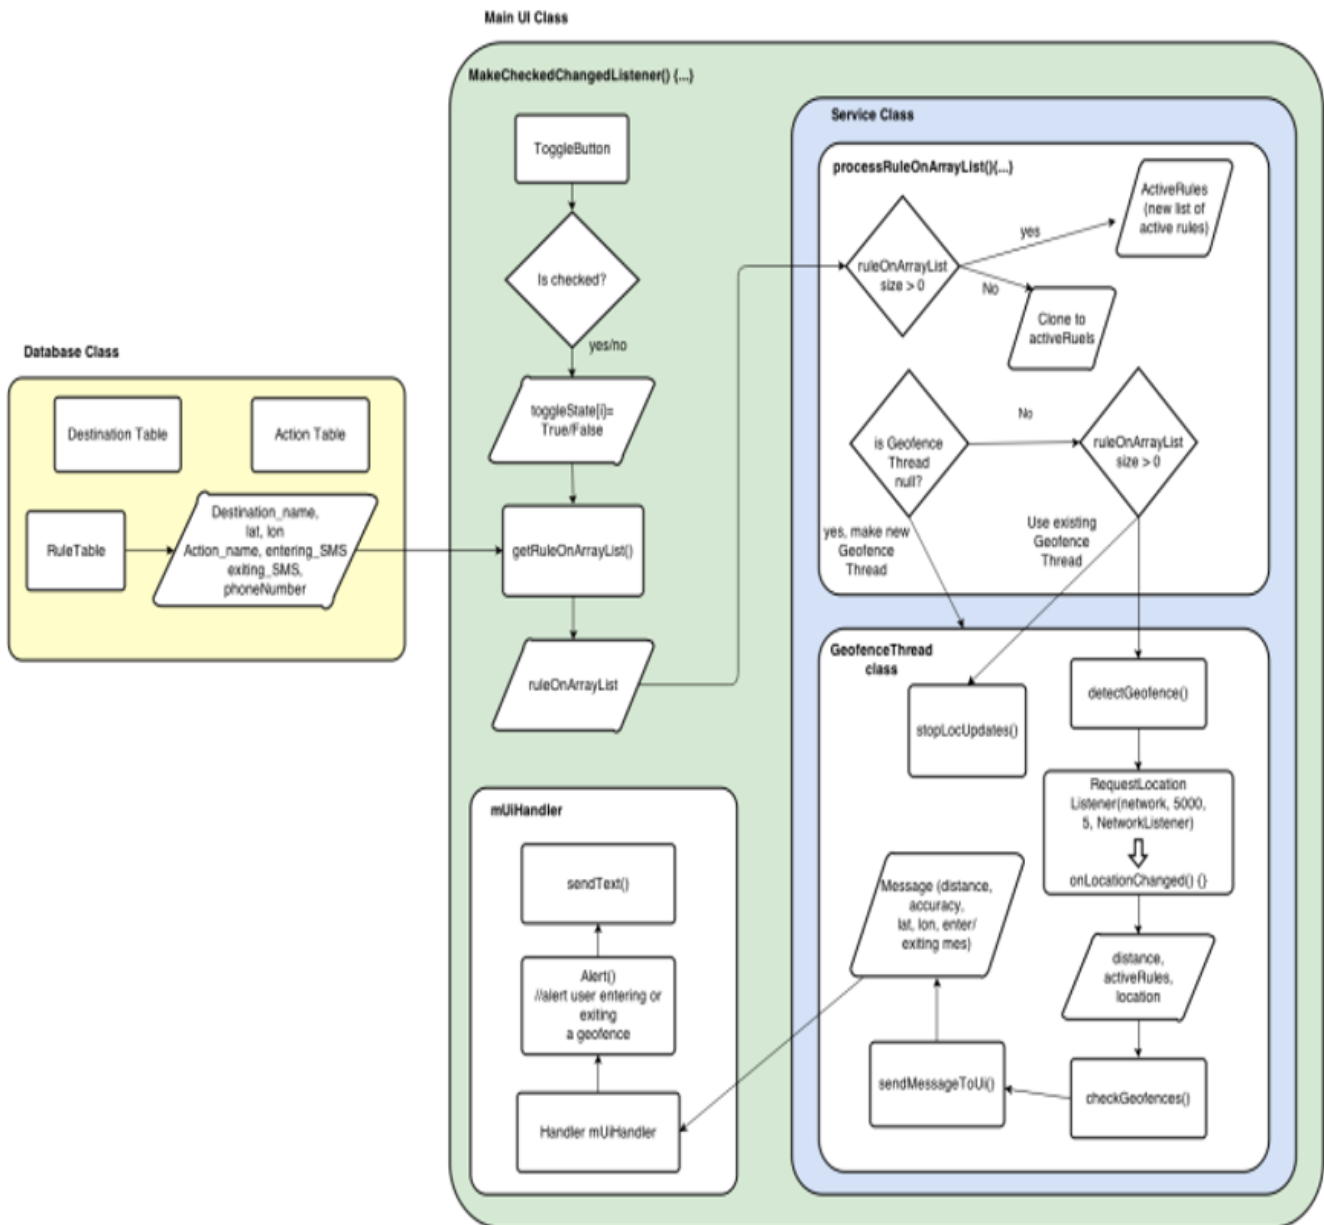 Main UI Class
MakeCheckedChangedListener() {...}
ToggleButton
Is checked?
yes/no
toggleState[i]=
True/False
getRuleOnArrayList()
ruleOnArrayList
Database Class
Destination Table
Action Table
RuleTable
Destination_name,
lat, lon
Action_name, entering_SMS
exiting_SMS,
phoneNumber
Service Class
processRuleOnArrayList(){...}
ruleOnArrayList
size > 0
yes
No
ActiveRules
(new list of
active rules)
Clone to
activeRuels
is Geofence
Thread
null?
No
ruleOnArrayList
size > 0
yes, make new
Geofence
Thread
Use existing
Geofence
Thread
GeofenceThread
class
stopLocUpdates()
detectGeofence()
RequestLocation
Listener(network, 5000,
5, NetworkListener)
onLocationChanged() {}
distance,
activeRules,
location
checkGeofences()
sendMessageToUi()
Message (distance,
accuracy,
lat, lon, enter/
exiting mes)
mUiHandler
sendText()
Alert()
//alert user entering or
exiting
a geofence
Handler mUiHandler